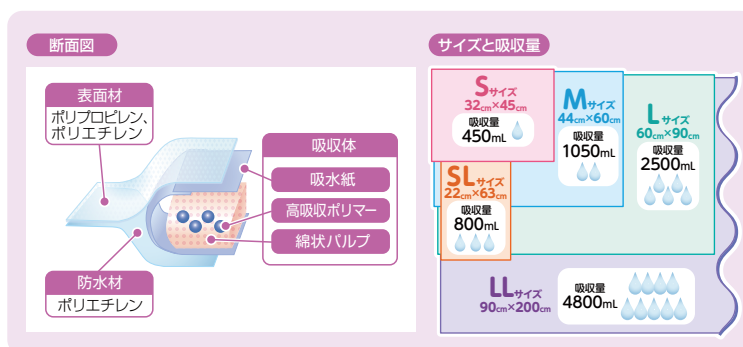 断面図
表面材
ポリプロピレン、
ポリエチレン
吸収体
吸水紙
高吸収ポリマー
綿状パルプ
防水材
ポリエチレン
サイズと吸収量
Sサイズ
32cm×45cm
吸収量
450mL
Mサイズ
44cm×60cm
吸収量
1050mL
Lサイズ
60cm×90cm
吸収量
2500mL
SLサイズ
22cm×63cm
吸収量
800mL
LLサイズ
90cm×200cm
吸収量
4800mL